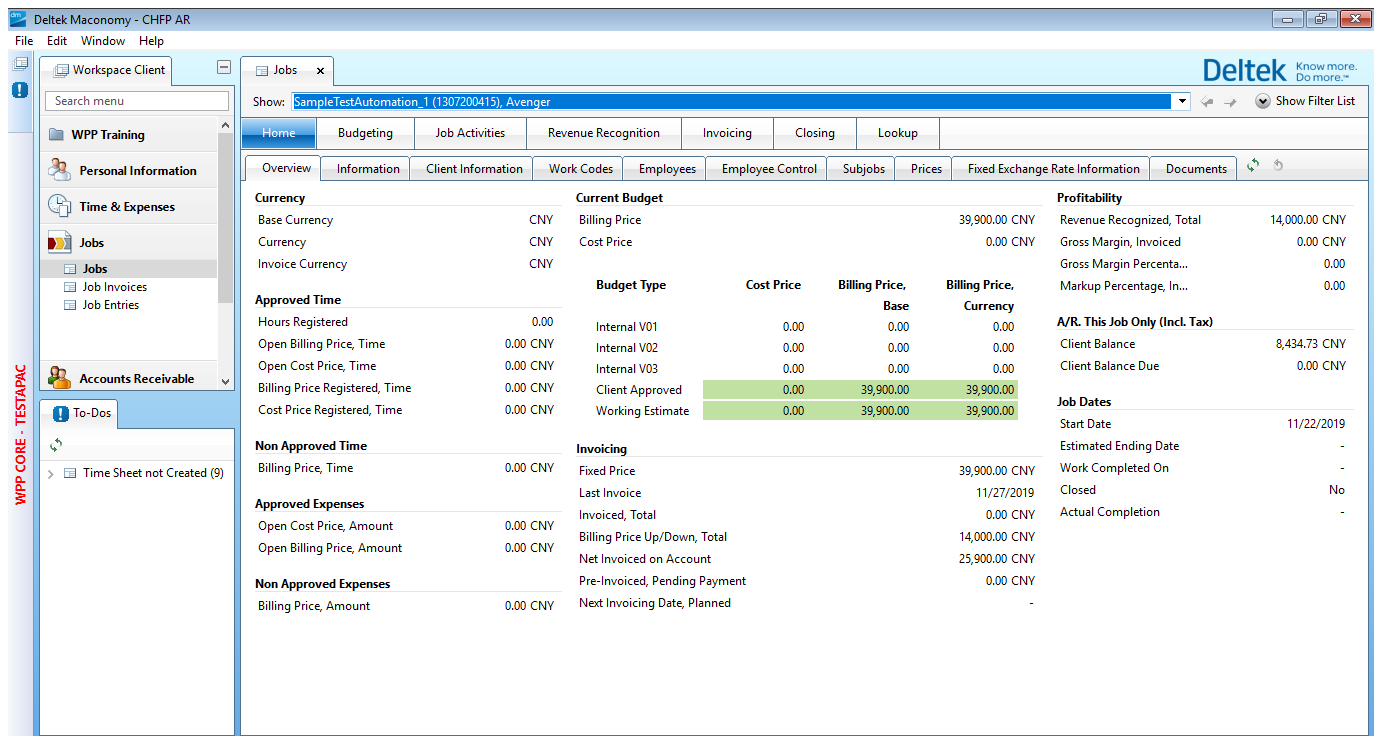 Deltek Maconomy - CHFP AR
File Edit Window Help
Workspace Client
Search menu
WPP Training
Personal Information
Time & Expenses
Jobs
Jobs
Job Invoices
Job Entries
Accounts Receivable
To-Dos
Time Sheet not Created (9)
WPP CORE - TESTAPAC
Jobs
Deltek Know more.
Do more.™
Show: SampleTestAutomation_1 (1307200415), Avenger Show Filter List
Home Budgeting Job Activities Revenue Recognition Invoicing Closing Lookup
Overview Information Client Information Work Codes Employees Employee Control Subjobs Prices Fixed Exchange Rate Information Documents
Currency
Base Currency CNY
Currency CNY
Invoice Currency CNY
Approved Time
Hours Registered 0.00
Open Billing Price, Time 0.00 CNY
Open Cost Price, Time 0.00 CNY
Billing Price Registered, Time 0.00 CNY
Cost Price Registered, Time 0.00 CNY
Non Approved Time
Billing Price, Time 0.00 CNY
Approved Expenses
Open Cost Price, Amount 0.00 CNY
Open Billing Price, Amount 0.00 CNY
Non Approved Expenses
Billing Price, Amount 0.00 CNY
Current Budget
Billing Price 39,900.00 CNY
Cost Price 0.00 CNY
Budget Type Cost Price Billing Price, Billing Price,
Base Currency
Internal V01 0.00 0.00 0.00
Internal V02 0.00 0.00 0.00
Internal V03 0.00 0.00 0.00
Client Approved 0.00 39,900.00 39,900.00
Working Estimate 0.00 39,900.00 39,900.00
Invoicing
Fixed Price 39,900.00 CNY
Last Invoice 11/27/2019
Invoiced, Total 0.00 CNY
Billing Price Up/Down, Total 14,000.00 CNY
Net Invoiced on Account 25,900.00 CNY
Pre-Invoiced, Pending Payment 0.00 CNY
Next Invoicing Date, Planned -
Profitability
Revenue Recognized, Total 14,000.00 CNY
Gross Margin, Invoiced 0.00 CNY
Gross Margin Percenta... 0.00
Markup Percentage, In... 0.00
A/R. This Job Only (Incl. Tax)
Client Balance 8,434.73 CNY
Client Balance Due 0.00 CNY
Job Dates
Start Date 11/22/2019
Estimated Ending Date -
Work Completed On -
Closed No
Actual Completion -